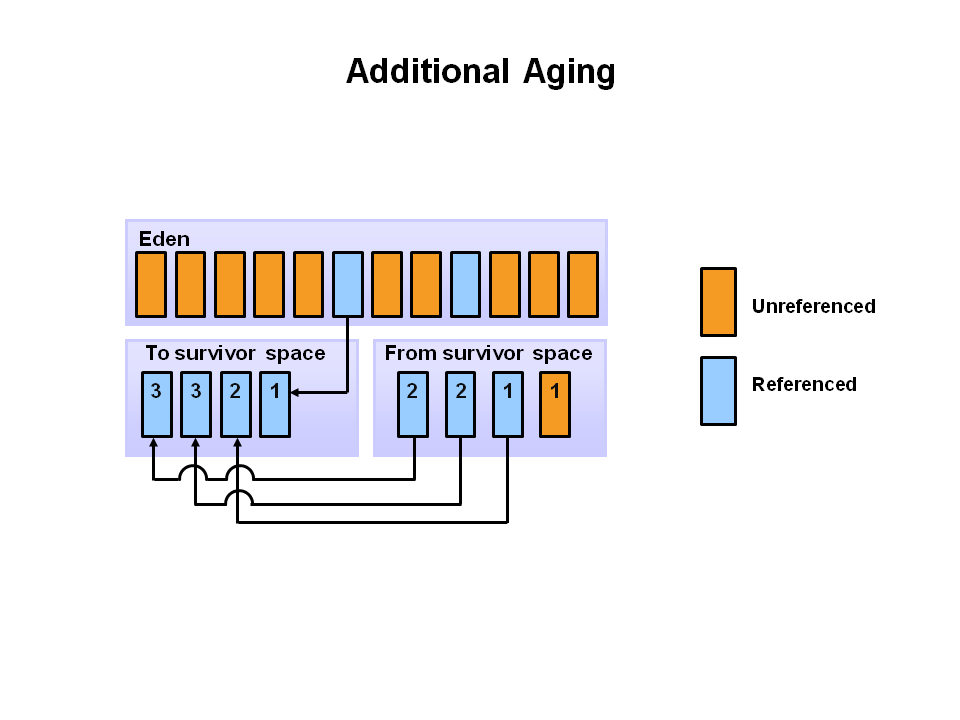 Additional Aging
Eden
To survivor space
From survivor space
3 3 2 1
2 2 1 1
Unreferenced
Referenced